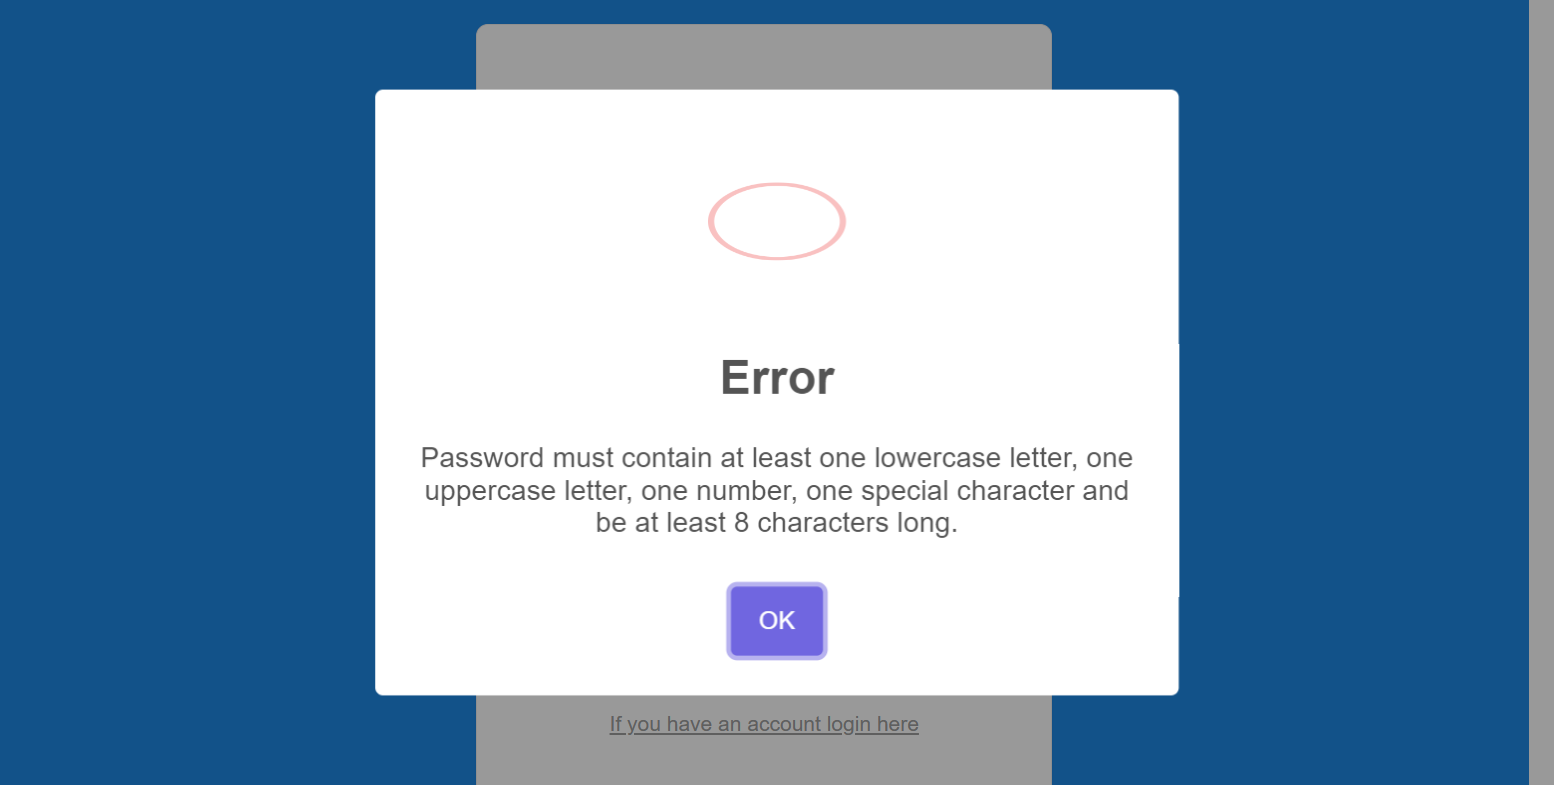 Error
Password must contain at least one lowercase letter, one
uppercase letter, one number, one special character and
be at least 8 characters long.
OK
If you have an account login here